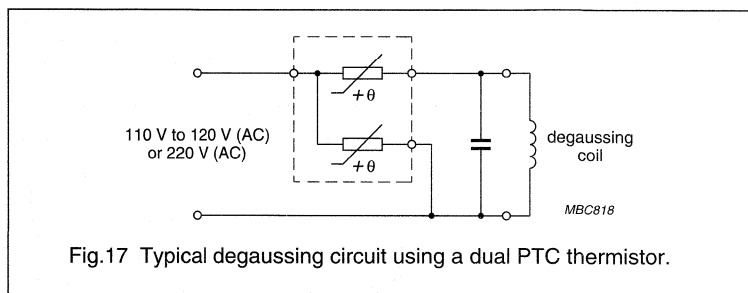 +θ
110 V to 120 V (AC)
or 220 V (AC)
+θ
degaussing
coil
MBC818
Fig.17 Typical degaussing circuit using a dual PTC thermistor.